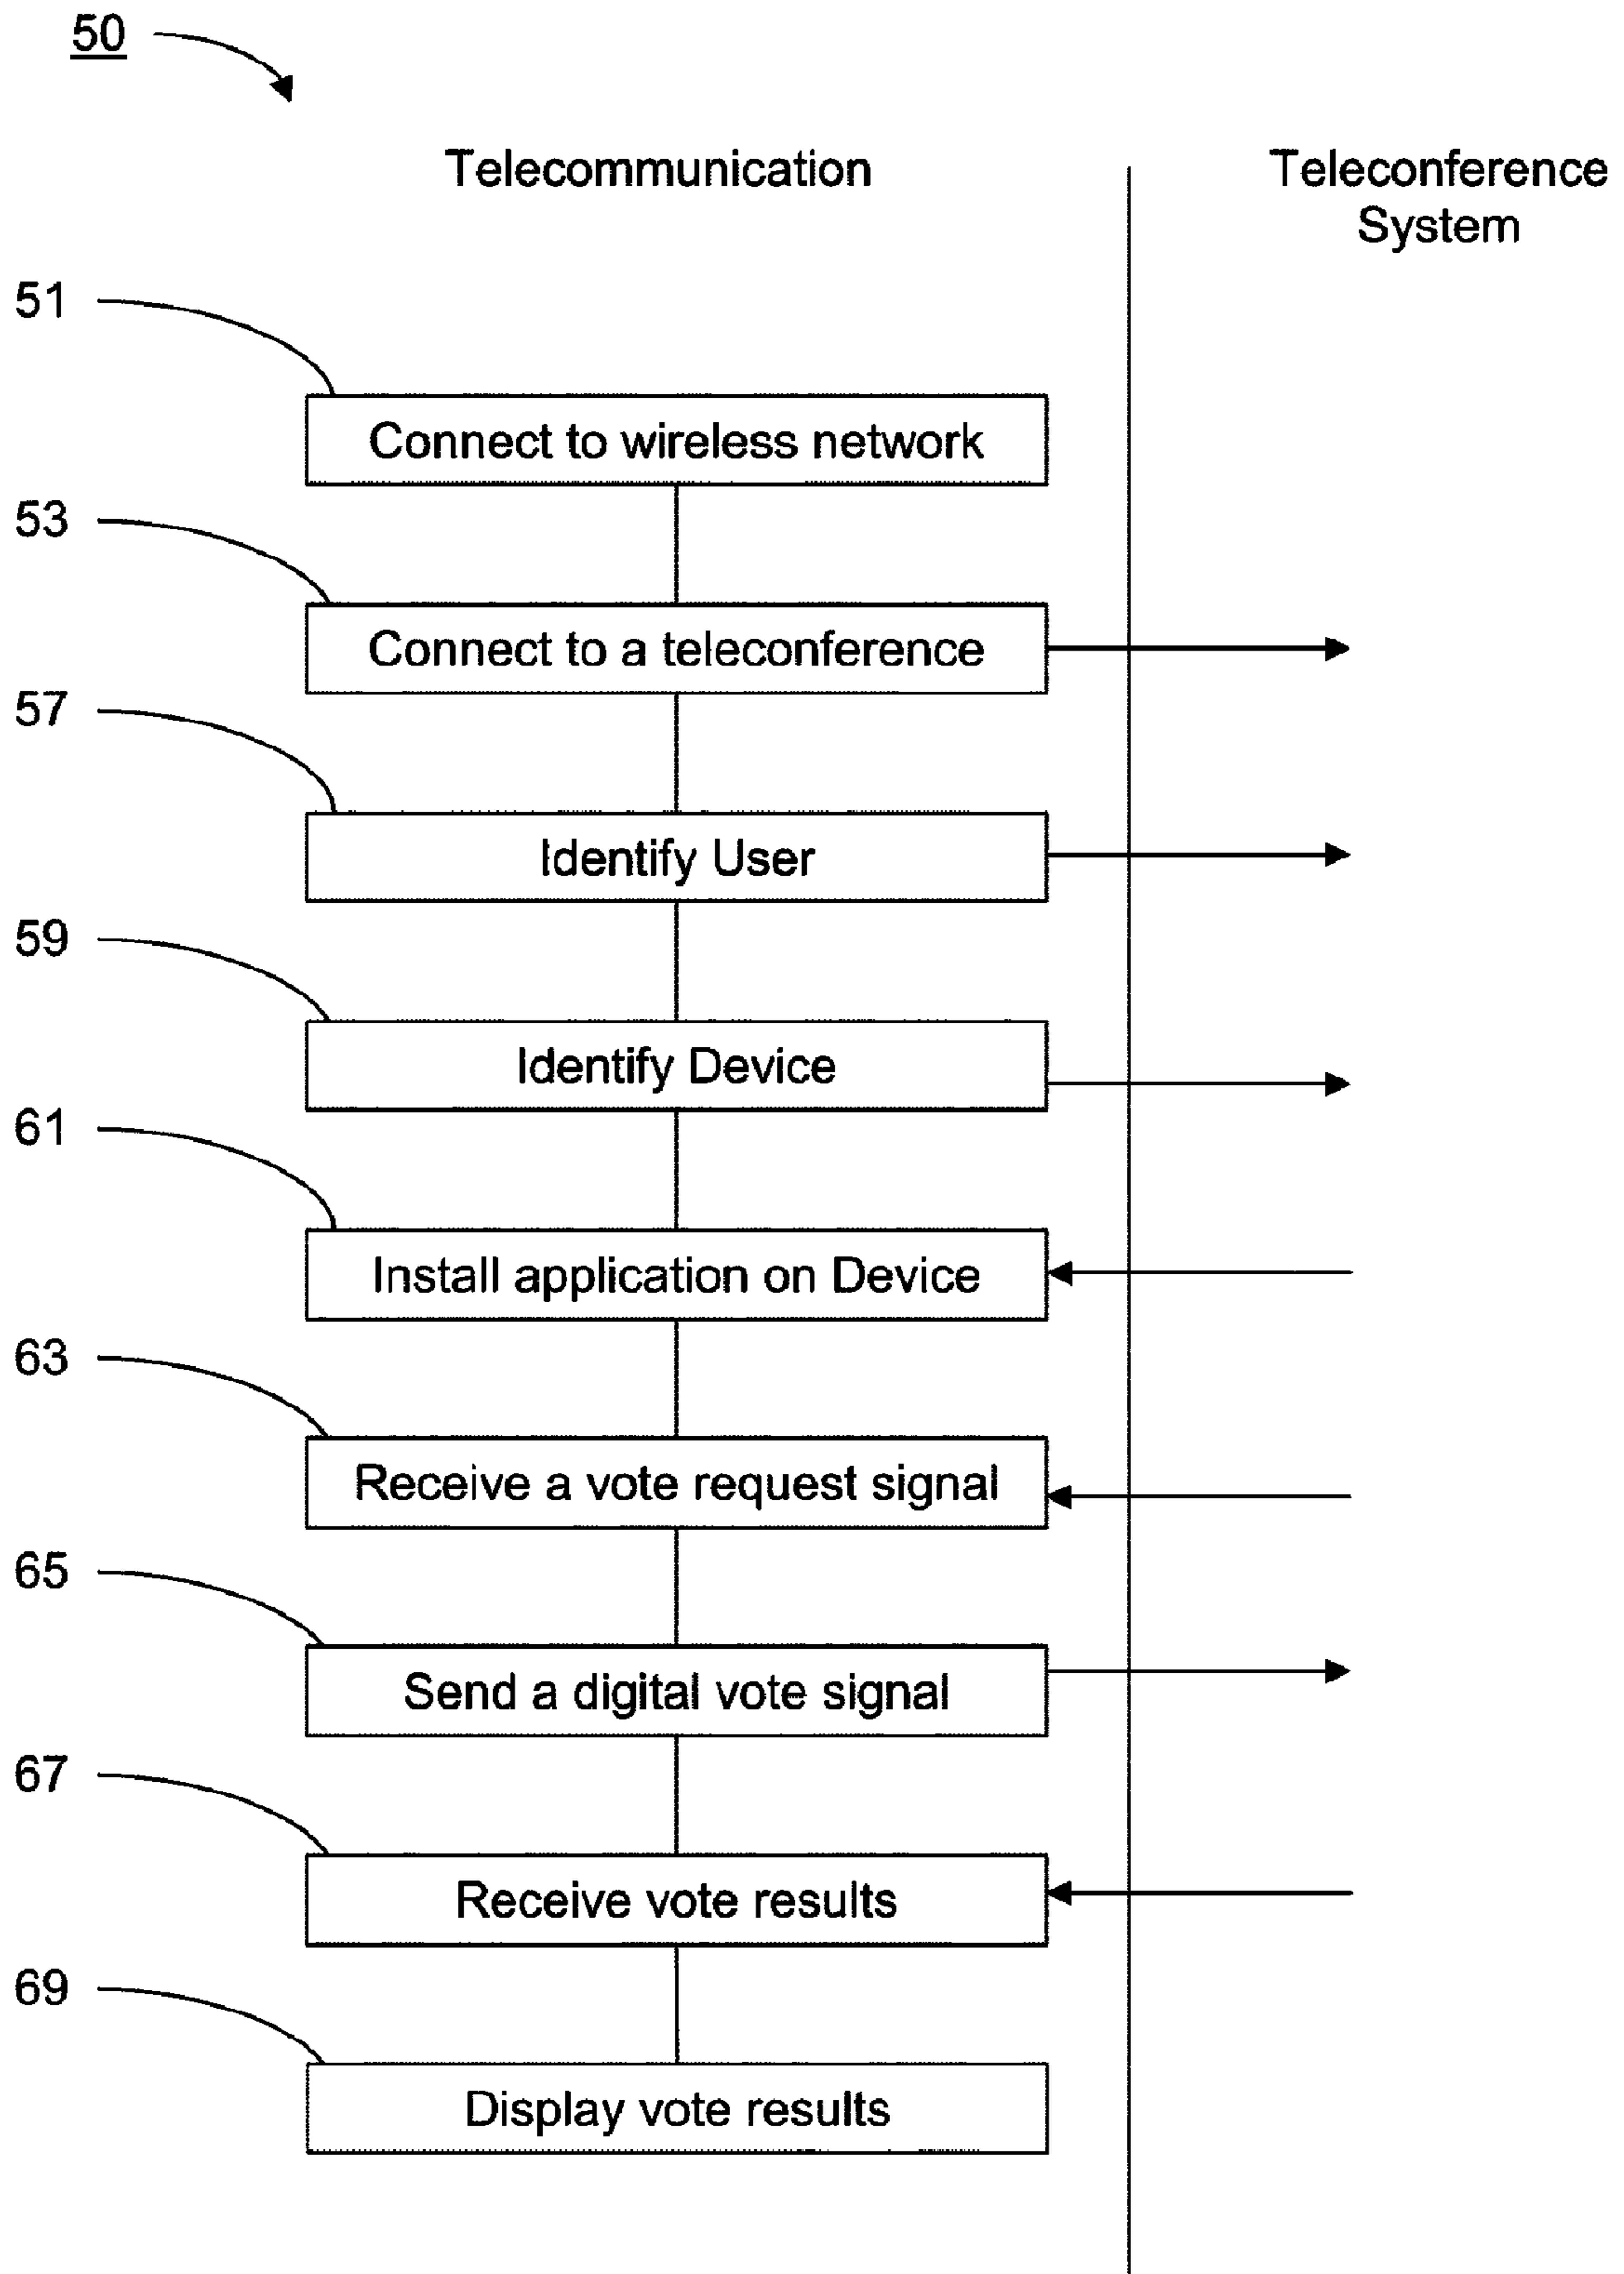 50
Telecommunication
Teleconference
System
51
Connect to wireless network
53
Connect to a teleconference
57
Identify User
59
Identify Device
61
Install application on Device
63
Receive a vote request signal
65
Send a digital vote signal
67
Receive vote results
69
Display vote results